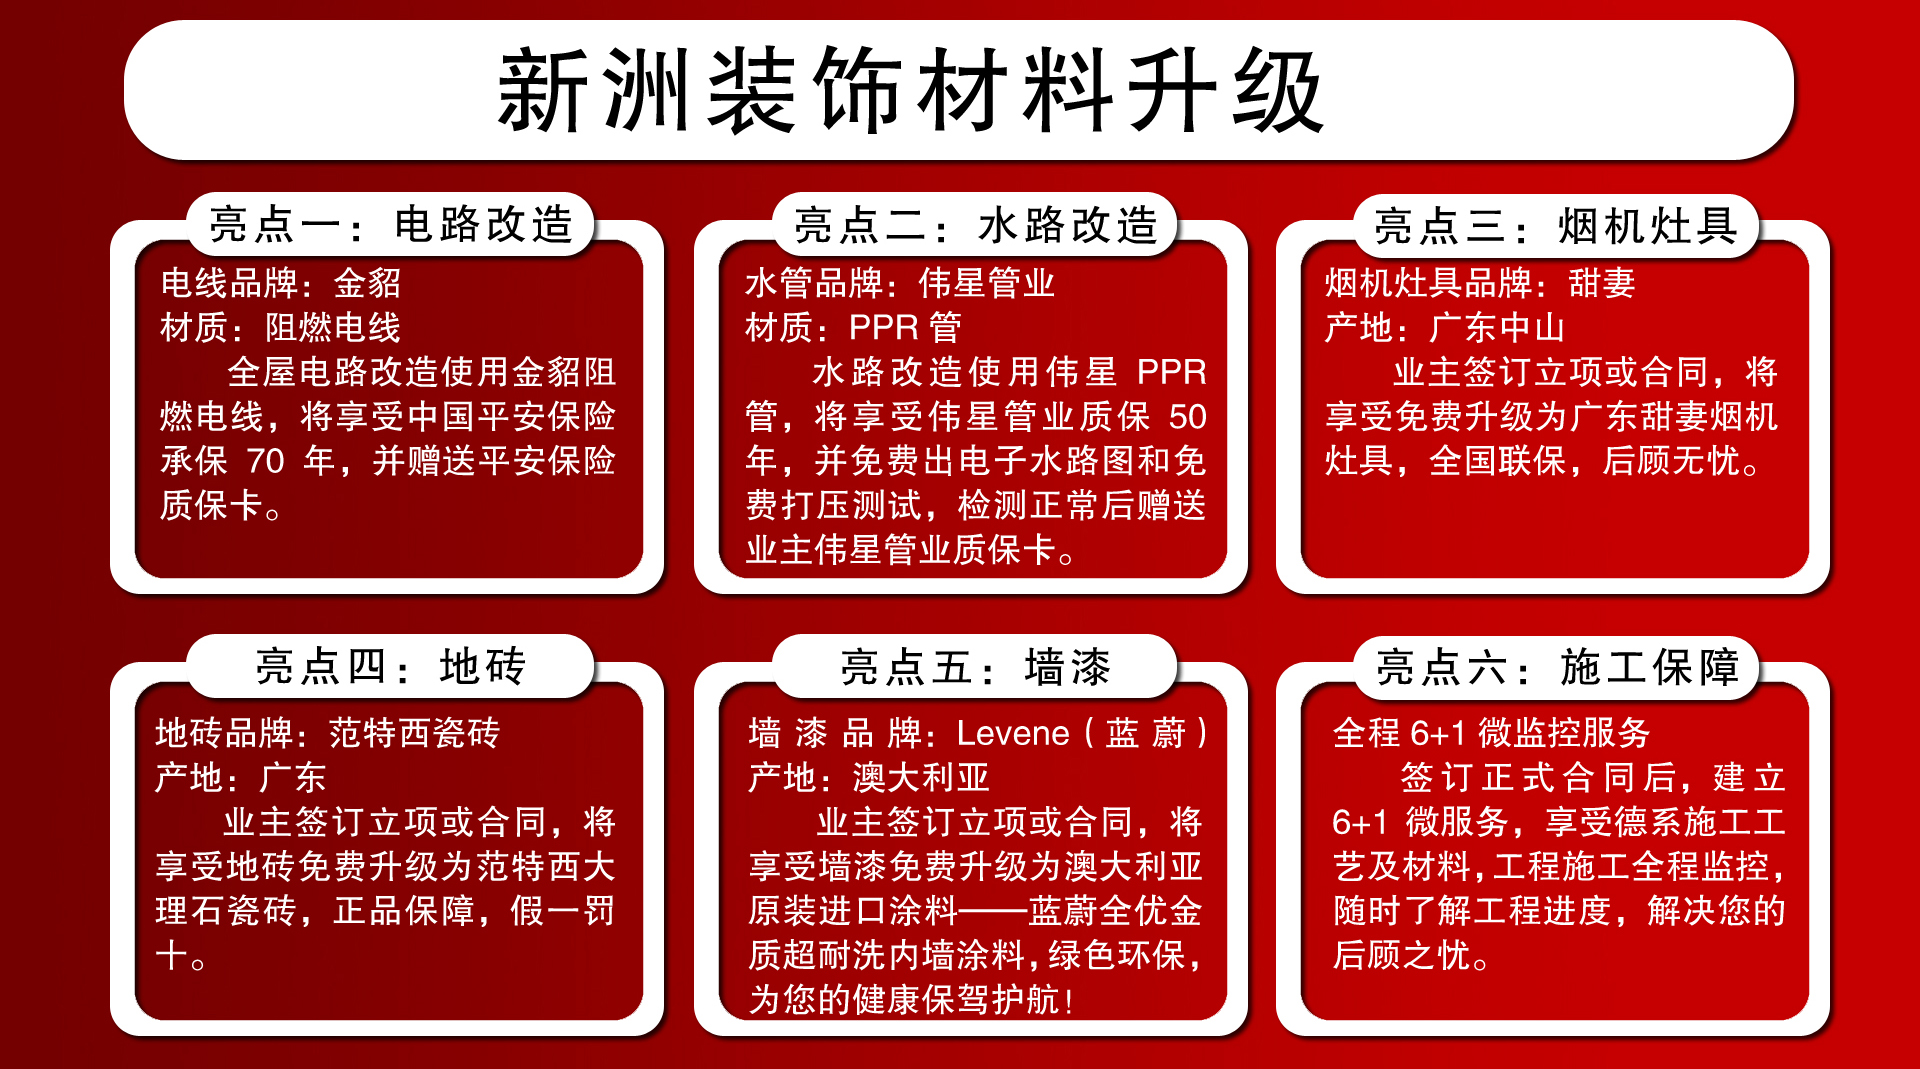 新洲装饰材料升级
亮点一：电路改造
电线品牌：金貂
材质：阻燃电线
全屋电路改造使用金貂阻
燃电线，将享受中国平安保险
承保 70 年，并赠送平安保险
质保卡。
亮点二：水路改造
水管品牌：伟星管业
材质：PPR 管
水路改造使用伟星 PPR
管，将享受伟星管业质保 50
年，并免费出电子水路图和免
费打压测试，检测正常后赠送
业主伟星管业质保卡。
亮点三：烟机灶具
烟机灶具品牌：甜妻
产地：广东中山
业主签订立项或合同，将
享受免费升级为广东甜妻烟机
灶具，全国联保，后顾无忧。
亮点四：地砖
地砖品牌：范特西瓷砖
产地：广东
业主签订立项或合同，将
享受地砖免费升级为范特西大
理石瓷砖，正品保障，假一罚
十。
亮点五：墙漆
墙漆品牌：Levene（蓝蔚）
产地：澳大利亚
业主签订立项或合同，将
享受墙漆免费升级为澳大利亚
原装进口涂料——蓝蔚全优金
质超耐洗内墙涂料，绿色环保，
为您的健康保驾护航！
亮点六：施工保障
全程 6+1 微监控服务
签订正式合同后，建立
6+1 微服务，享受德系施工工
艺及材料，工程施工全程监控，
随时了解工程进度，解决您的
后顾之忧。